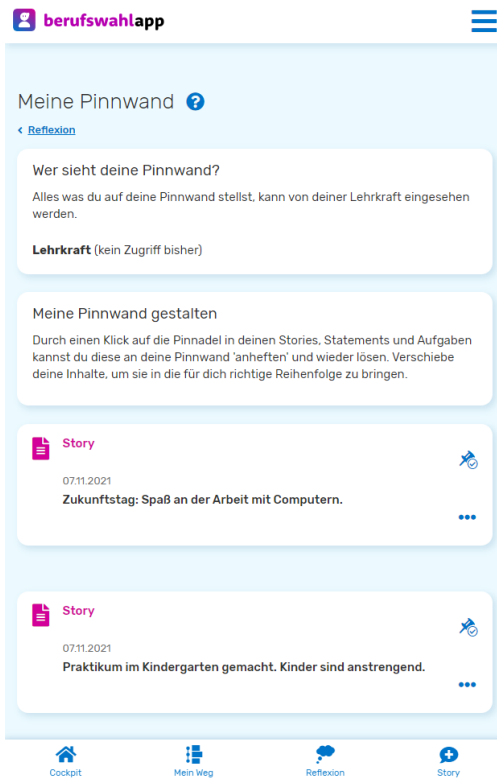 berufswahlapp
Meine Pinnwand ?
‹ Reflexion
Wer sieht deine Pinnwand?
Alles was du auf deine Pinnwand stellst, kann von deiner Lehrkraft eingesehen
werden.
Lehrkraft (kein Zugriff bisher)
Meine Pinnwand gestalten
Durch einen Klick auf die Pinnadel in deinen Stories, Statements und Aufgaben
kannst du diese an deine Pinnwand 'anheften' und wieder lösen. Verschiebe
deine Inhalte, um sie in die für dich richtige Reihenfolge zu bringen.
Story
07.11.2021
Zukunftstag: Spaß an der Arbeit mit Computern.
Story
07.11.2021
Praktikum im Kindergarten gemacht. Kinder sind anstrengend.
Cockpit Mein Weg Reflexion Story